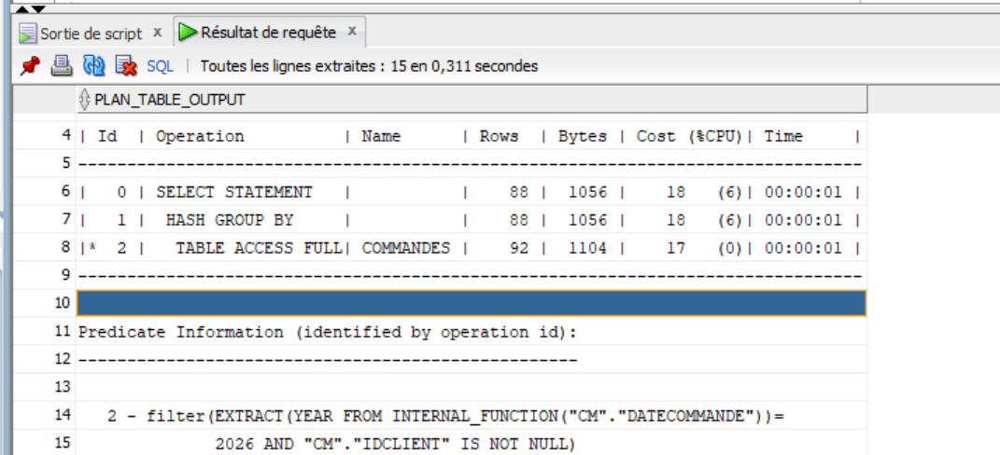 Sortie de script x Résultat de requête x
SQL | Toutes les lignes extraites : 15 en 0,311 secondes
PLAN_TABLE_OUTPUT
4 | Id | Operation | Name | Rows | Bytes | Cost (%CPU)| Time |
5 --------------------------------------------------------------------------------
6 | 0 | SELECT STATEMENT | | 88 | 1056 | 18 (6)| 00:00:01 |
7 | 1 | HASH GROUP BY | | 88 | 1056 | 18 (6)| 00:00:01 |
8 |* 2 | TABLE ACCESS FULL| COMMANDES | 92 | 1104 | 17 (0)| 00:00:01 |
9 --------------------------------------------------------------------------------
10
11 Predicate Information (identified by operation id):
12 ---------------------------------------------------
13
14 2 - filter(EXTRACT(YEAR FROM INTERNAL_FUNCTION("CM"."DATECOMMANDE"))=
15 2026 AND "CM"."IDCLIENT" IS NOT NULL)